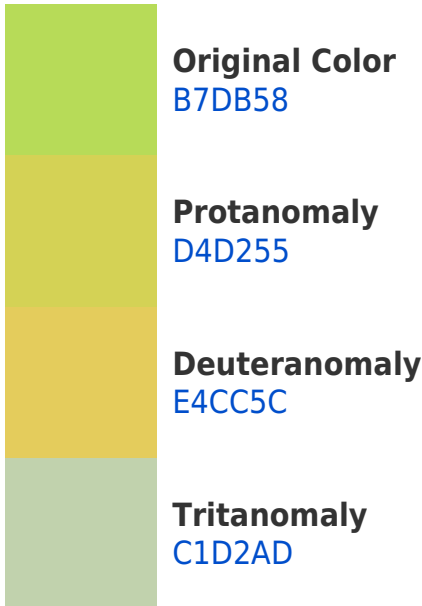 Original Color
B7DB58
Protanomaly
D4D255
Deuteranomaly
E4CC5C
Tritanomaly
C1D2AD